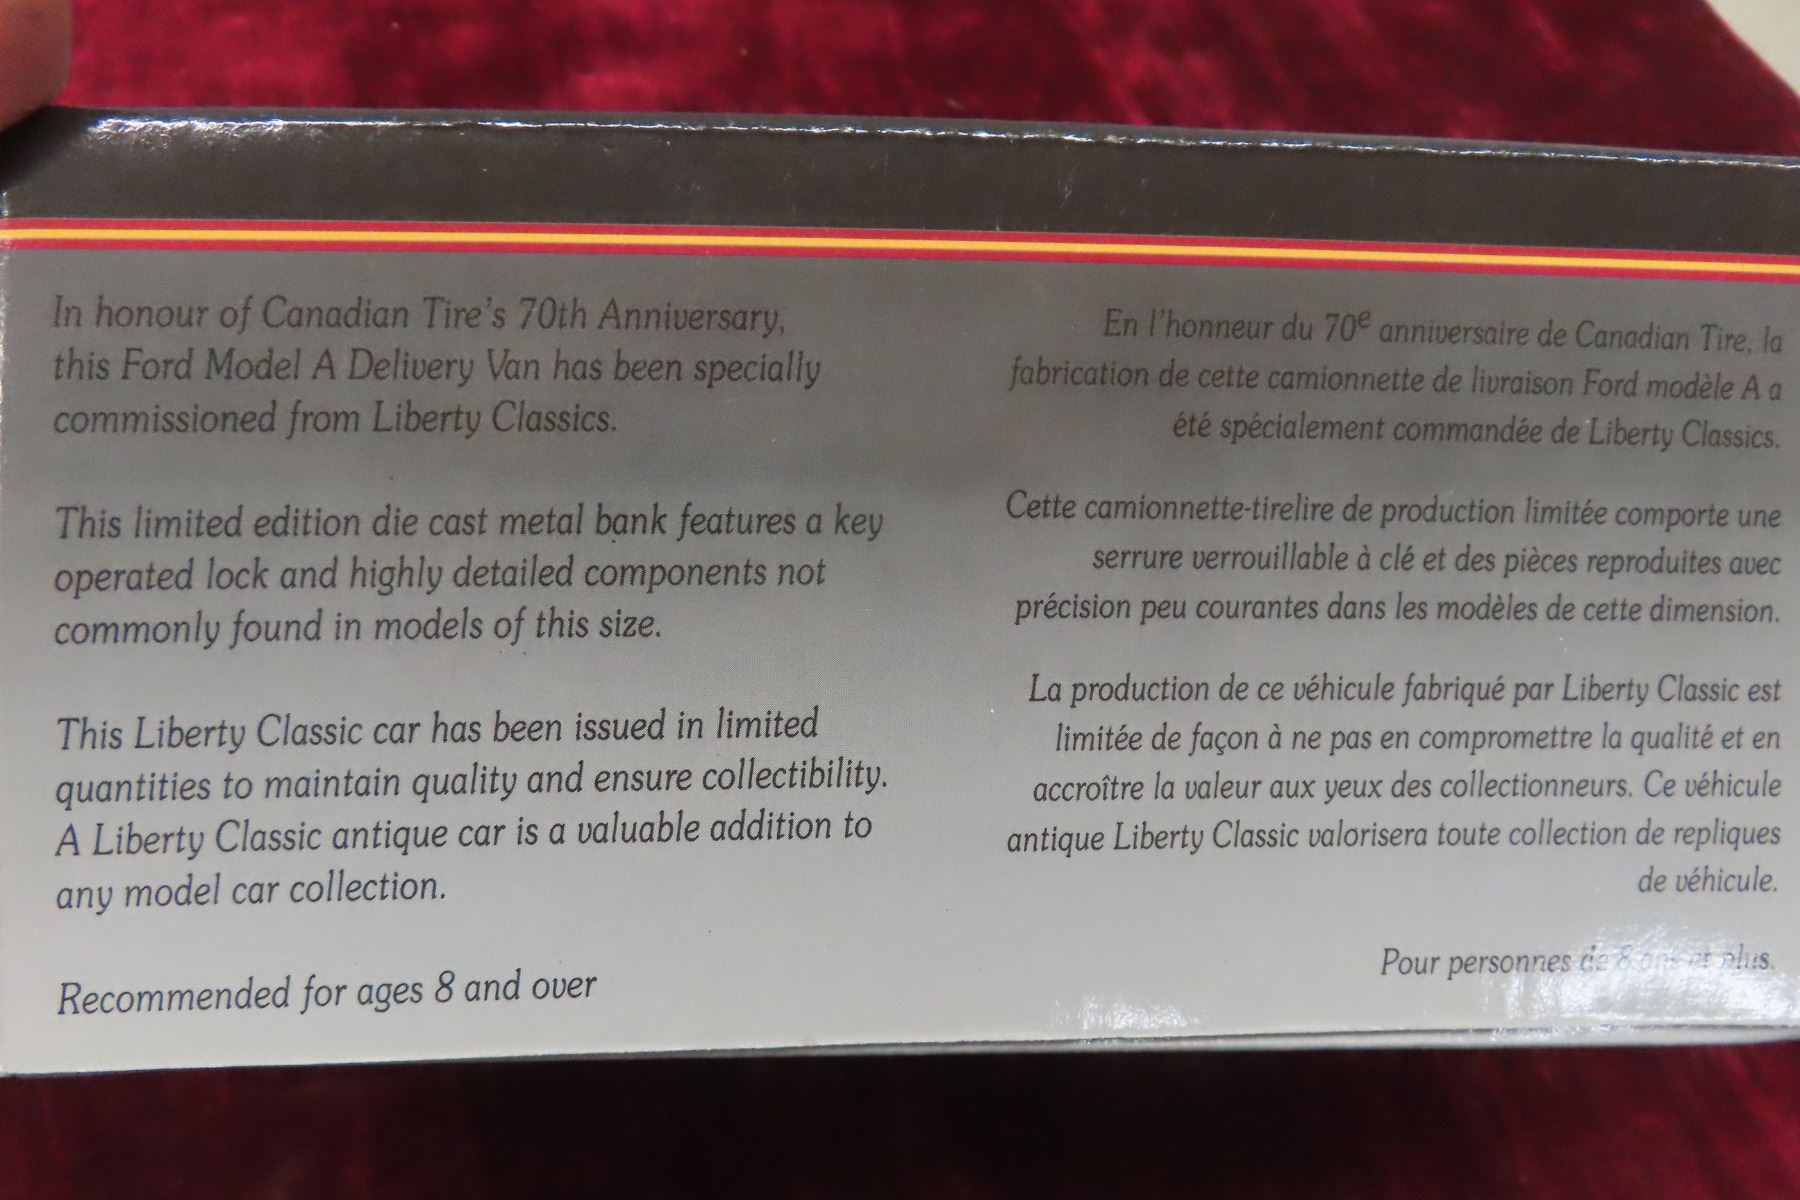 In honour of Canadian Tire's 70th Anniversary,
this Ford Model A Delivery Van has been specially
commissioned from Liberty Classics.
This limited edition die cast metal bank features a key
operated lock and highly detailed components not
commonly found in models of this size.
This Liberty Classic car has been issued in limited
quantities to maintain quality and ensure collectibility.
A Liberty Classic antique car is a valuable addition to
any model car collection.
Recommended for ages 8 and over
En l'honneur du 70e anniversaire de Canadian Tire, la
fabrication de cette camionnette de livraison Ford modèle A a
été spécialement commandée de Liberty Classics.
Cette camionnette-tirelire de production limitée comporte une
serrure verrouillable à clé et des pièces reproduites avec
précision peu courantes dans les modèles de cette dimension.
La production de ce véhicule fabriqué par Liberty Classic est
limitée de façon à ne pas en compromettre la qualité et en
accroître la valeur aux yeux des collectionneurs. Ce véhicule
antique Liberty Classic valorisera toute collection de repliques
de véhicule.
Pour personnes de 8 ans et plus.